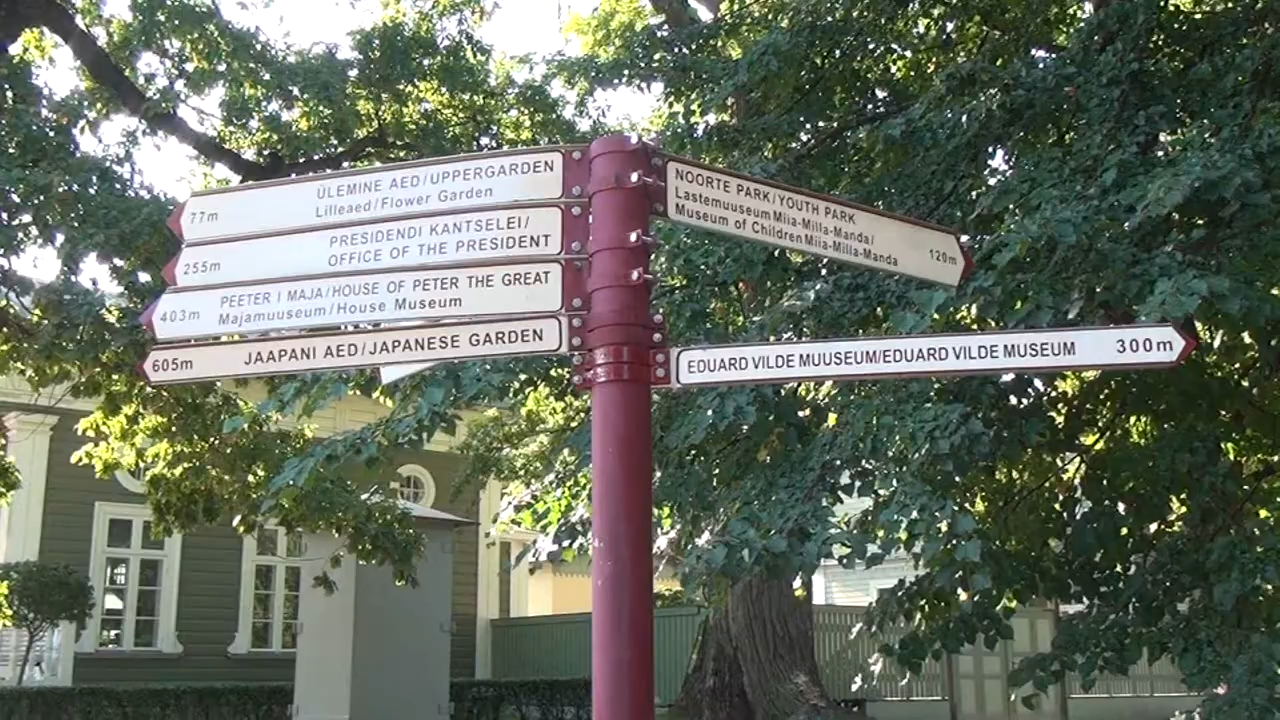 ÜLEMINE AED/UPPERGARDEN
77m Lilleaed/Flower Garden
PRESIDENDI KANTSELEI/
255m OFFICE OF THE PRESIDENT
PEETER I MAJA/HOUSE OF PETER THE GREAT
403m Majamuuseum/House Museum
605m JAAPANI AED/JAPANESE GARDEN
NOORTE PARK/YOUTH PARK
Lastemuuseum Miia-Milla-Manda/
Museum of Children Miia-Milla-Manda 120m
EDUARD VILDE MUUSEUM/EDUARD VILDE MUSEUM 300m